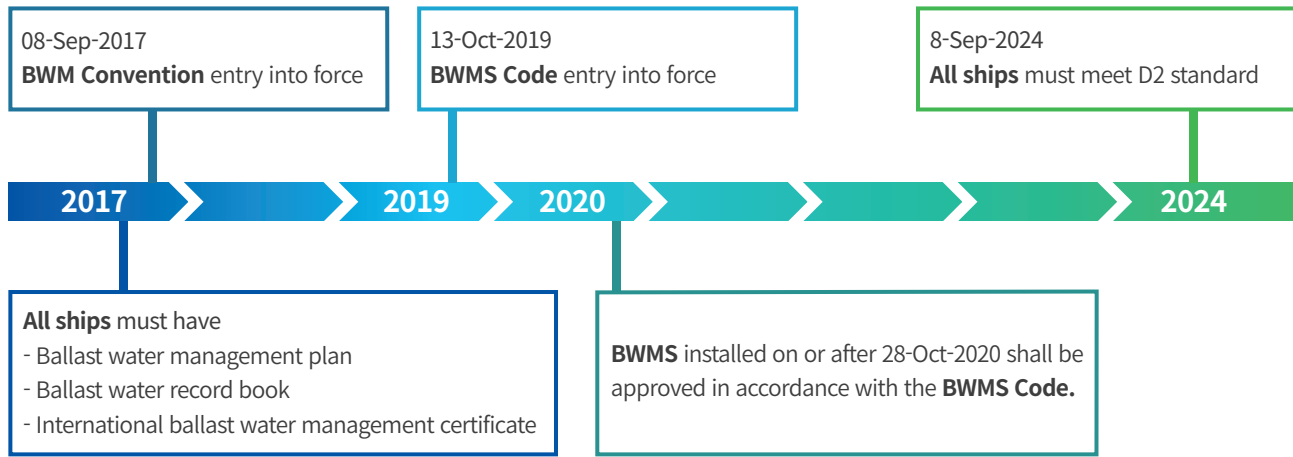 08-Sep-2017
BWM Convention entry into force
13-Oct-2019
BWMS Code entry into force
8-Sep-2024
All ships must meet D2 standard
2017
2019
2020
2024
All ships must have
- Ballast water management plan
- Ballast water record book
- International ballast water management certificate
BWMS installed on or after 28-Oct-2020 shall be
approved in accordance with the BWMS Code.